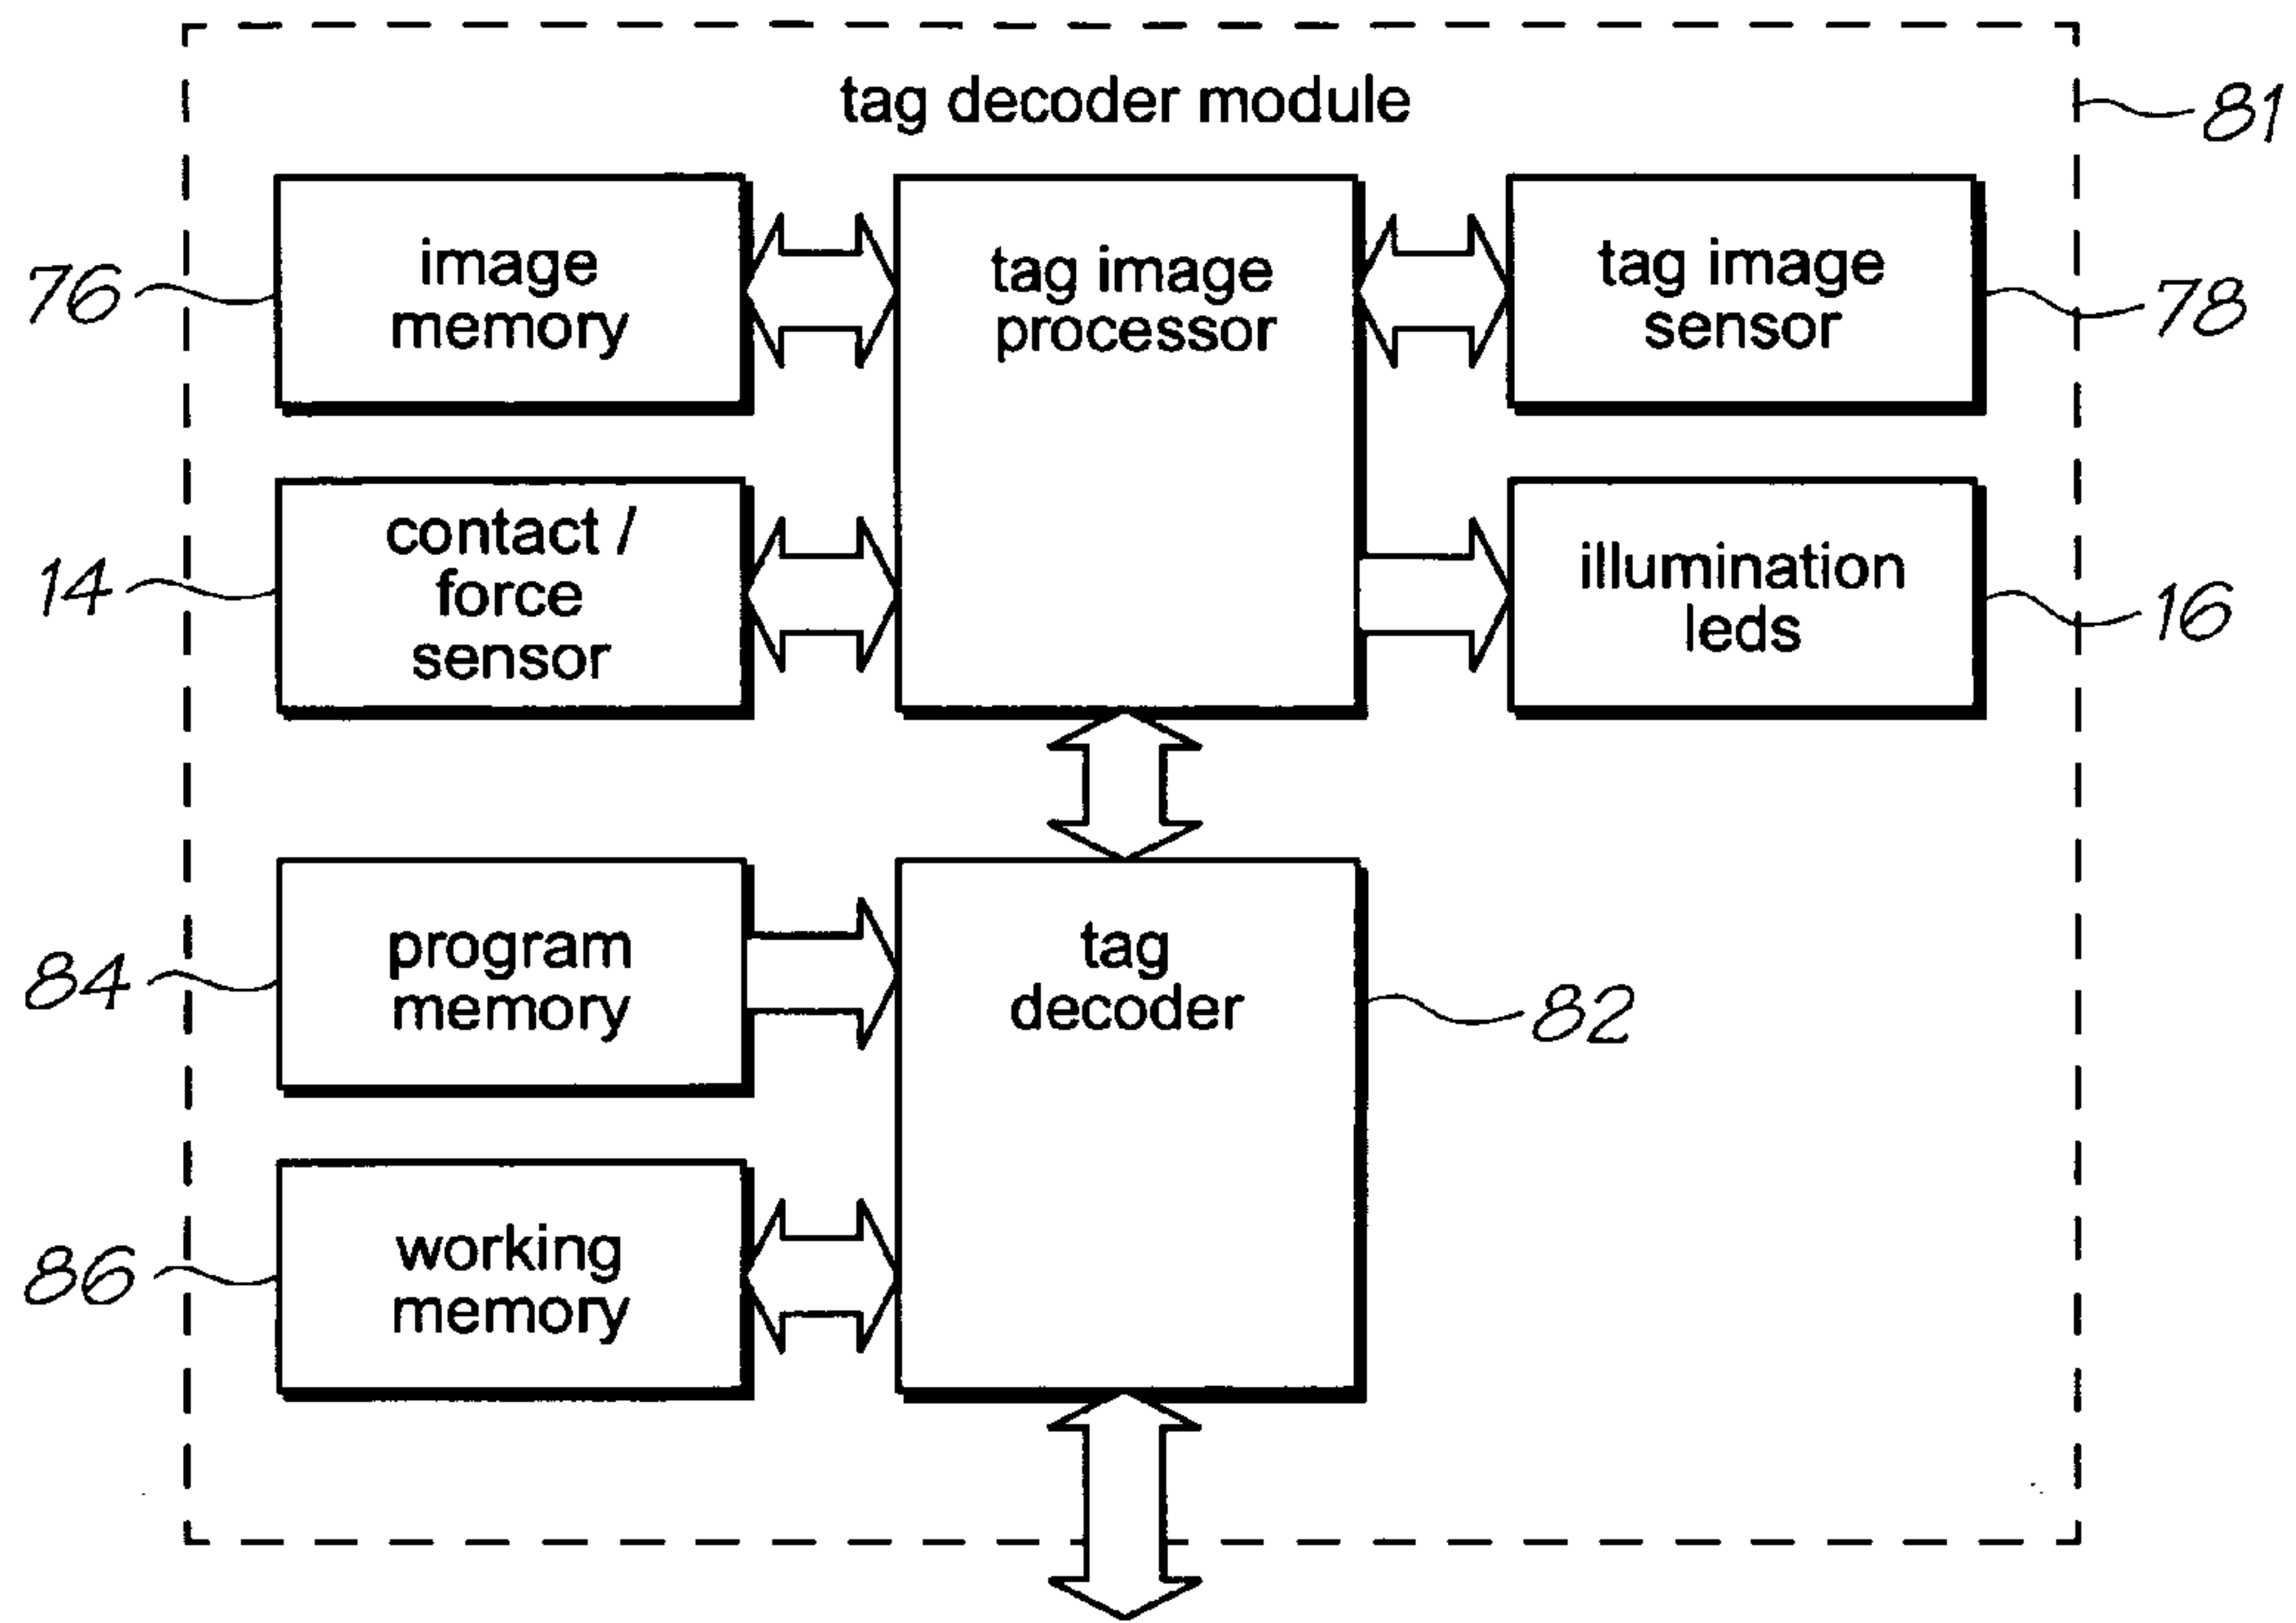 tag decoder module
81
76
image
memory
tag image
processor
tag image
sensor
78
14
contact /
force
sensor
illumination
leds
16
84
program
memory
tag
decoder
82
86
working
memory